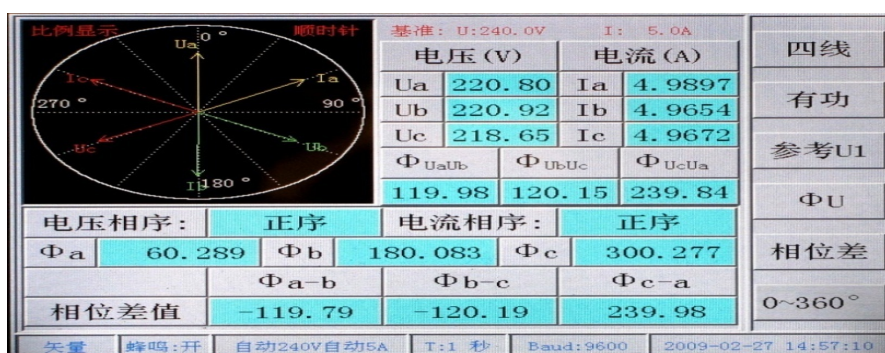 比例显示 顺时针 基准: U:240.0V I: 5.0A
0° Ua
Ia
Ic
270° 90°
Uc Ub
Ib 180°
电压(V) 电流(A)
Ua 220.80 Ia 4.9897
Ub 220.92 Ib 4.9654
Uc 218.65 Ic 4.9672
ΦUaUb ΦUbUc ΦUcUa
119.98 120.15 239.84
电压相序: 正序 电流相序: 正序
Φa 60.289 Φb 180.083 Φc 300.277
Φa-b Φb-c Φc-a
相位差值 -119.79 -120.19 239.98
矢量 蜂鸣:开 自动240V自动5A T:1 秒 Baud:9600 2009-02-27 14:57:10
四线
有功
参考U1
ΦU
相位差
0~360°